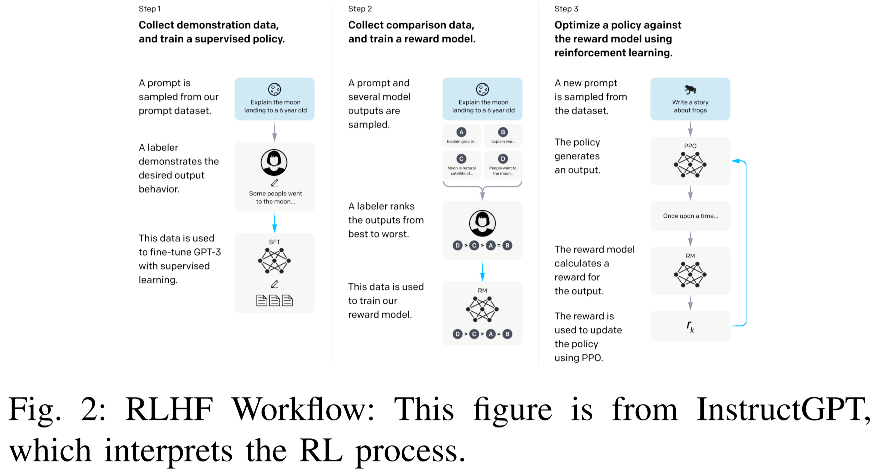 Step 1
Collect demonstration data,
and train a supervised policy.
A prompt is
sampled from our
prompt dataset.
Explain the moon
landing to a 6 year old
A labeler
demonstrates the
desired output
behavior.
Some people went
to the moon...
This data is used
to fine-tune GPT-3
with supervised
learning.
SFT
Step 2
Collect comparison data,
and train a reward model.
A prompt and
several model
outputs are
sampled.
Explain the moon
landing to a 6 year old
A
Explain gravity...
B
Explain war...
C
Moon is natural
satellite of...
D
People went to
the moon...
A labeler ranks
the outputs from
best to worst.
D > C > A = B
This data is used
to train our
reward model.
RM
D > C > A = B
Step 3
Optimize a policy against
the reward model using
reinforcement learning.
A new prompt
is sampled from
the dataset.
Write a story
about frogs
The policy
generates
an output.
PPO
Once upon a time...
The reward model
calculates a
reward for
the output.
RM
The reward is
used to update
the policy
using PPO.
rₖ
Fig. 2: RLHF Workflow: This figure is from InstructGPT,
which interprets the RL process.